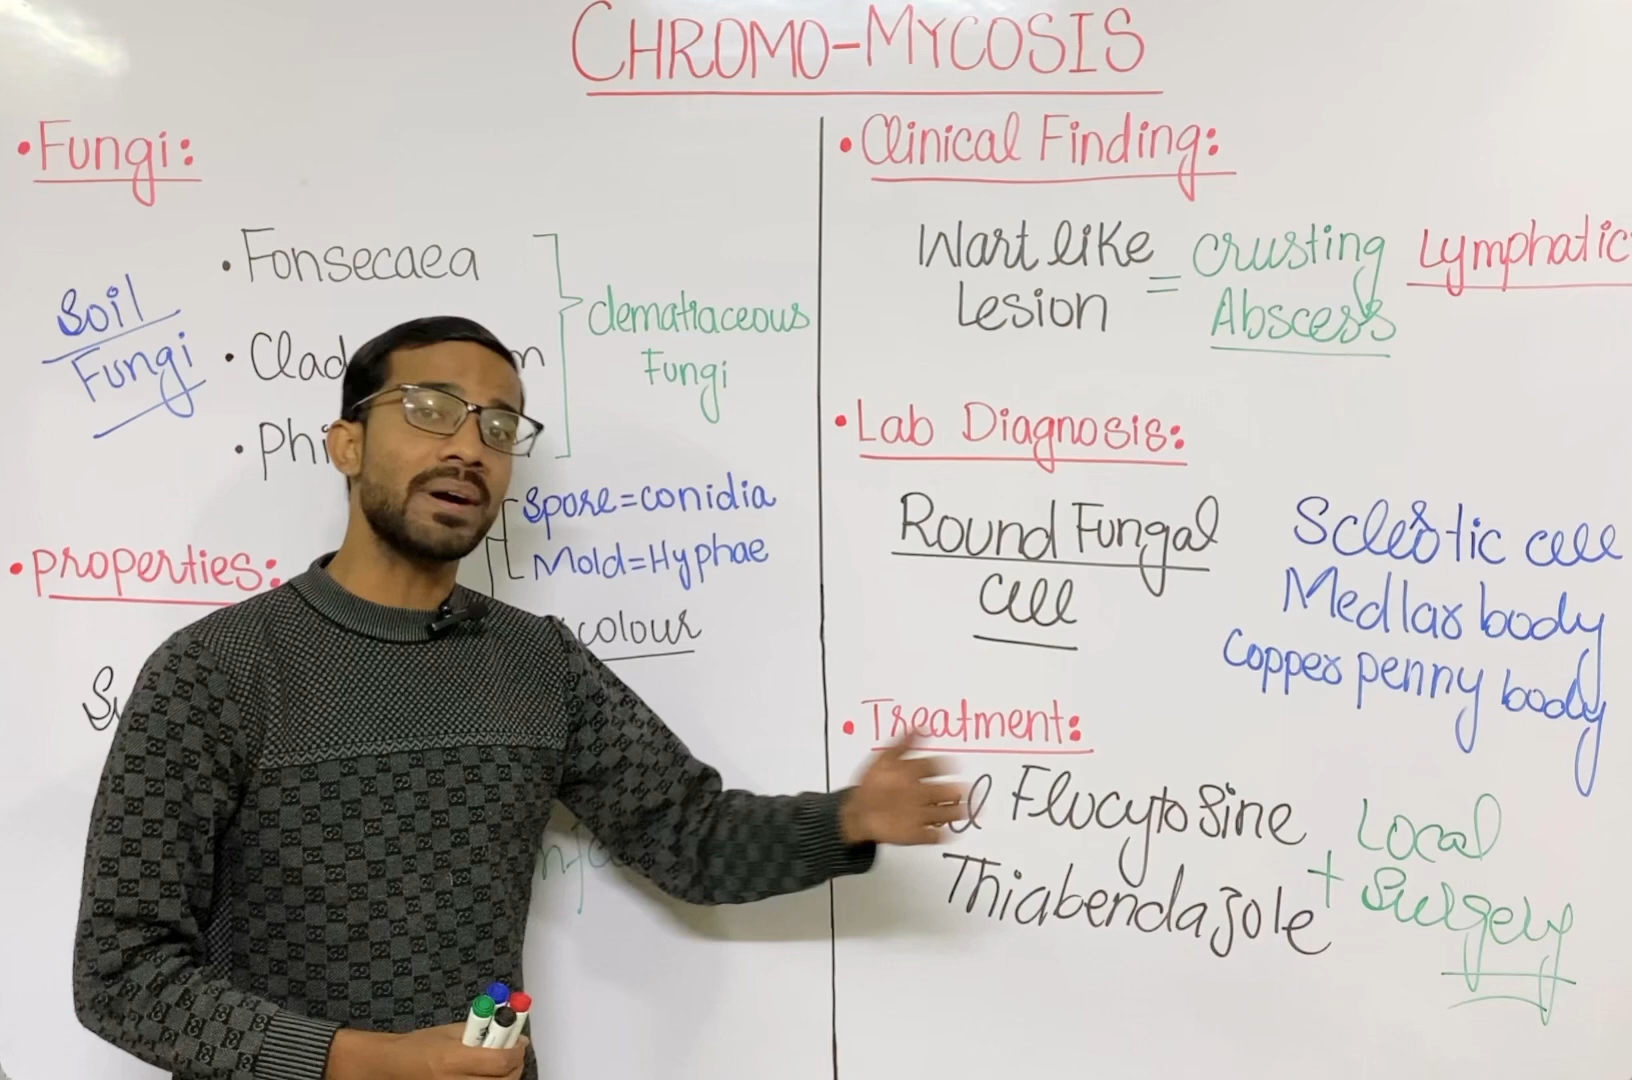 CHROMO-MYCOSIS
• Fungi:
Soil
Fungi
• Fonsecaea
• Clad
• Phi
dematiaceous
Fungi
• Properties:
Spore=conidia
Mold=Hyphae
colour
• Clinical Finding:
Wart like
Lesion
= Crusting
Abscess
Lymphatic
• Lab Diagnosis:
Round Fungal
Cell
Sclerotic cell
Medlar body
Copper penny body
• Treatment:
Flucytosine
Thiabendazole
+ Local
Surgery